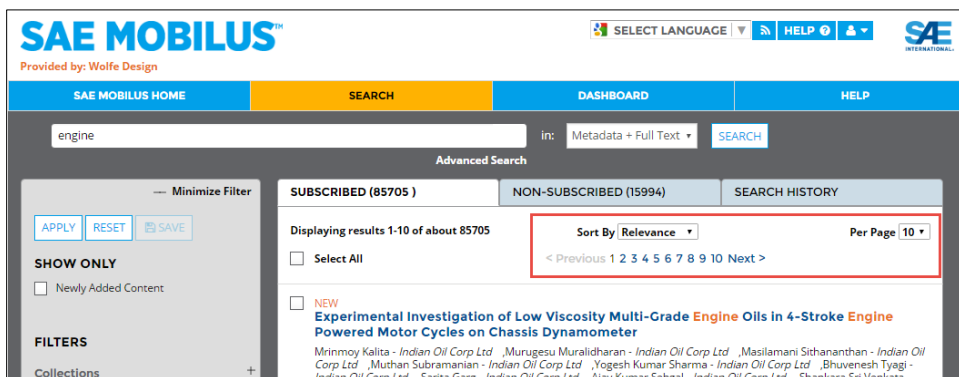 SAE MOBILUS™
Provided by: Wolfe Design
SELECT LANGUAGE ▼
HELP
SAE
INTERNATIONAL
SAE MOBILUS HOME
SEARCH
DASHBOARD
HELP
engine
in:
Metadata + Full Text
SEARCH
Advanced Search
— Minimize Filter
APPLY
RESET
SAVE
SHOW ONLY
Newly Added Content
FILTERS
Collections +
SUBSCRIBED (85705 )
NON-SUBSCRIBED (15994)
SEARCH HISTORY
Displaying results 1-10 of about 85705
Sort By Relevance
Per Page 10
Select All
< Previous 1 2 3 4 5 6 7 8 9 10 Next >
NEW
Experimental Investigation of Low Viscosity Multi-Grade Engine Oils in 4-Stroke Engine
Powered Motor Cycles on Chassis Dynamometer
Mrinmoy Kalita - Indian Oil Corp Ltd ,Murugesu Muralidharan - Indian Oil Corp Ltd ,Masilamani Sithananthan - Indian Oil
Corp Ltd ,Muthan Subramanian - Indian Oil Corp Ltd ,Yogesh Kumar Sharma - Indian Oil Corp Ltd ,Bhuvenesh Tyagi -